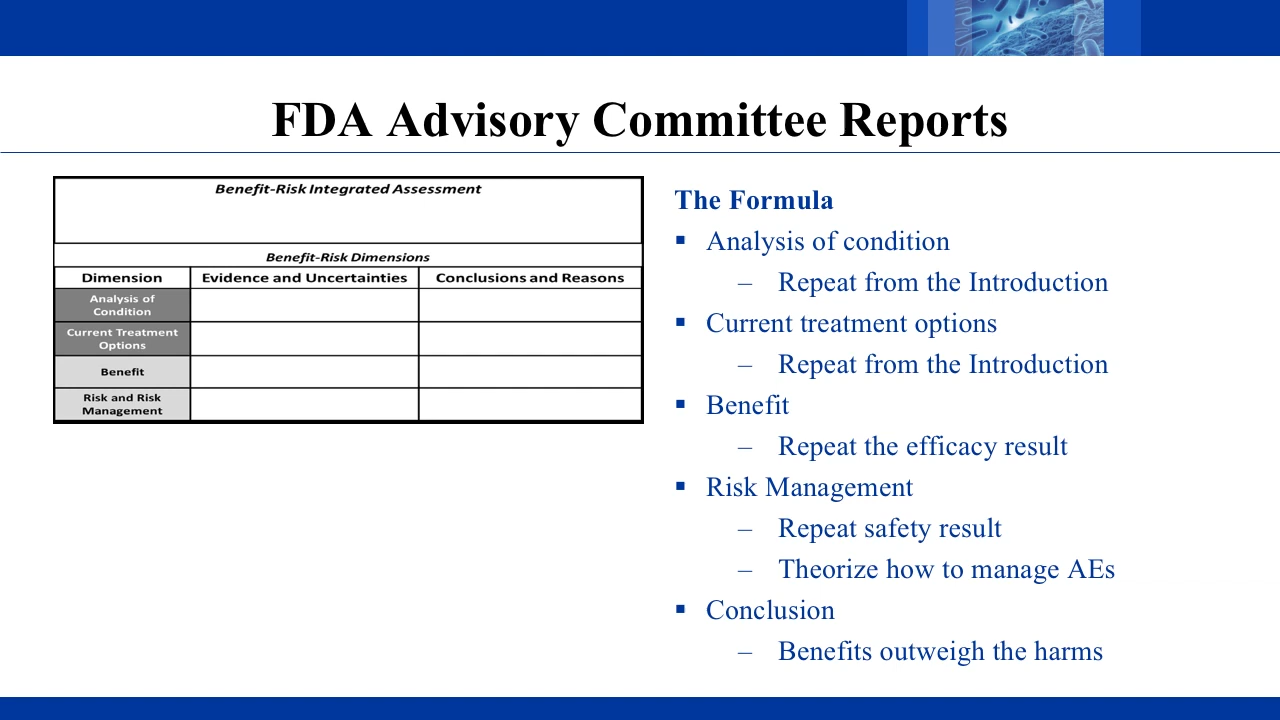 FDA Advisory Committee Reports
Benefit-Risk Integrated Assessment
Benefit-Risk Dimensions
Dimension Evidence and Uncertainties Conclusions and Reasons
Analysis of
Condition
Current Treatment
Options
Benefit
Risk and Risk
Management
The Formula
▪ Analysis of condition
– Repeat from the Introduction
▪ Current treatment options
– Repeat from the Introduction
▪ Benefit
– Repeat the efficacy result
▪ Risk Management
– Repeat safety result
– Theorize how to manage AEs
▪ Conclusion
– Benefits outweigh the harms